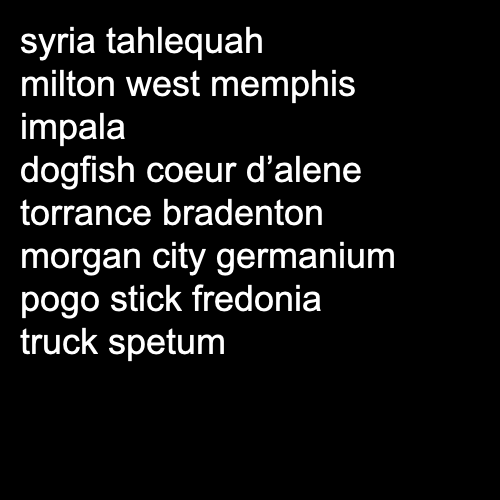 syria tahlequah
milton west memphis
impala
dogfish coeur d’alene
torrance bradenton
morgan city germanium
pogo stick fredonia
truck spetum